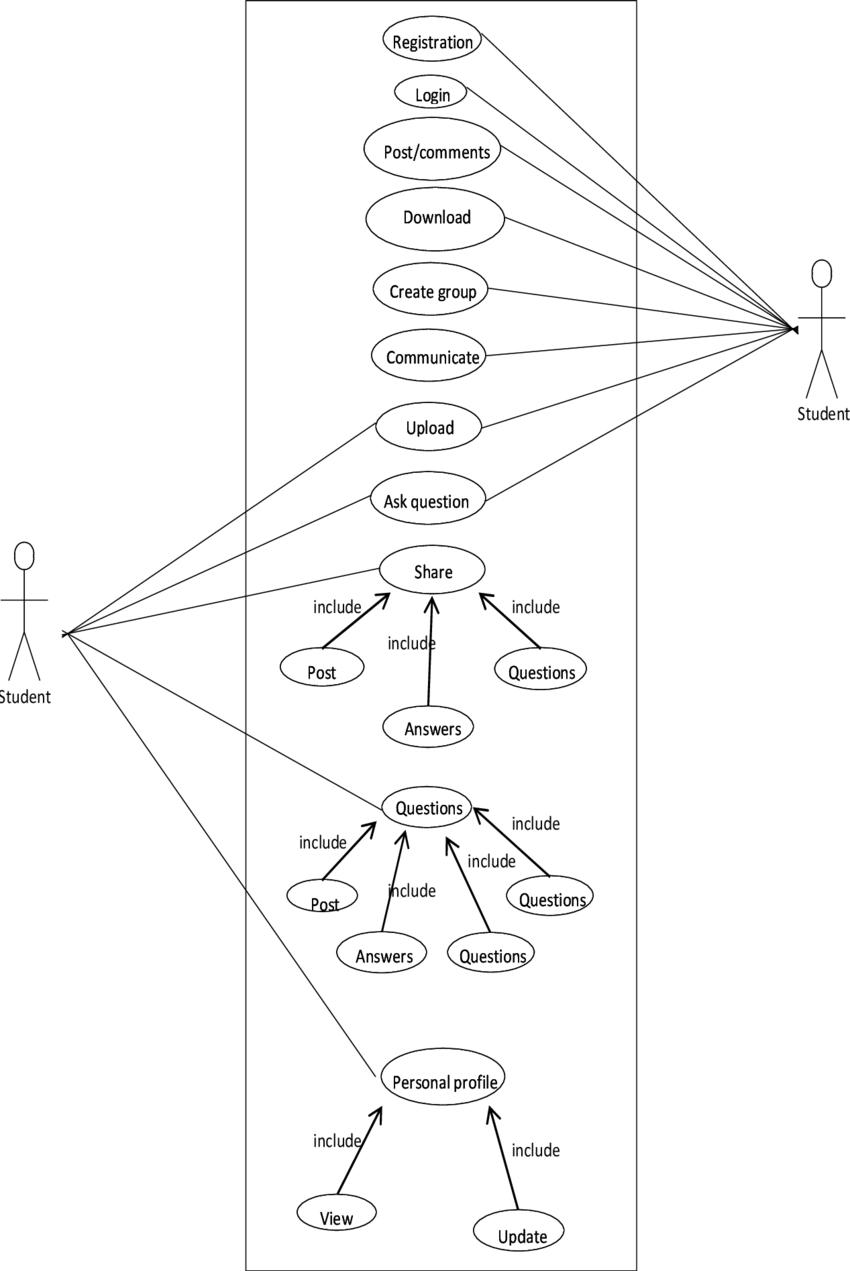 Registration
Login
Post/comments
Download
Create group
Communicate
Student
Upload
Ask question
Share
include
include
include
Post
Questions
Student
Answers
Questions
include
include
include
include
Post
Questions
Answers
Questions
Personal profile
include
include
View
Update